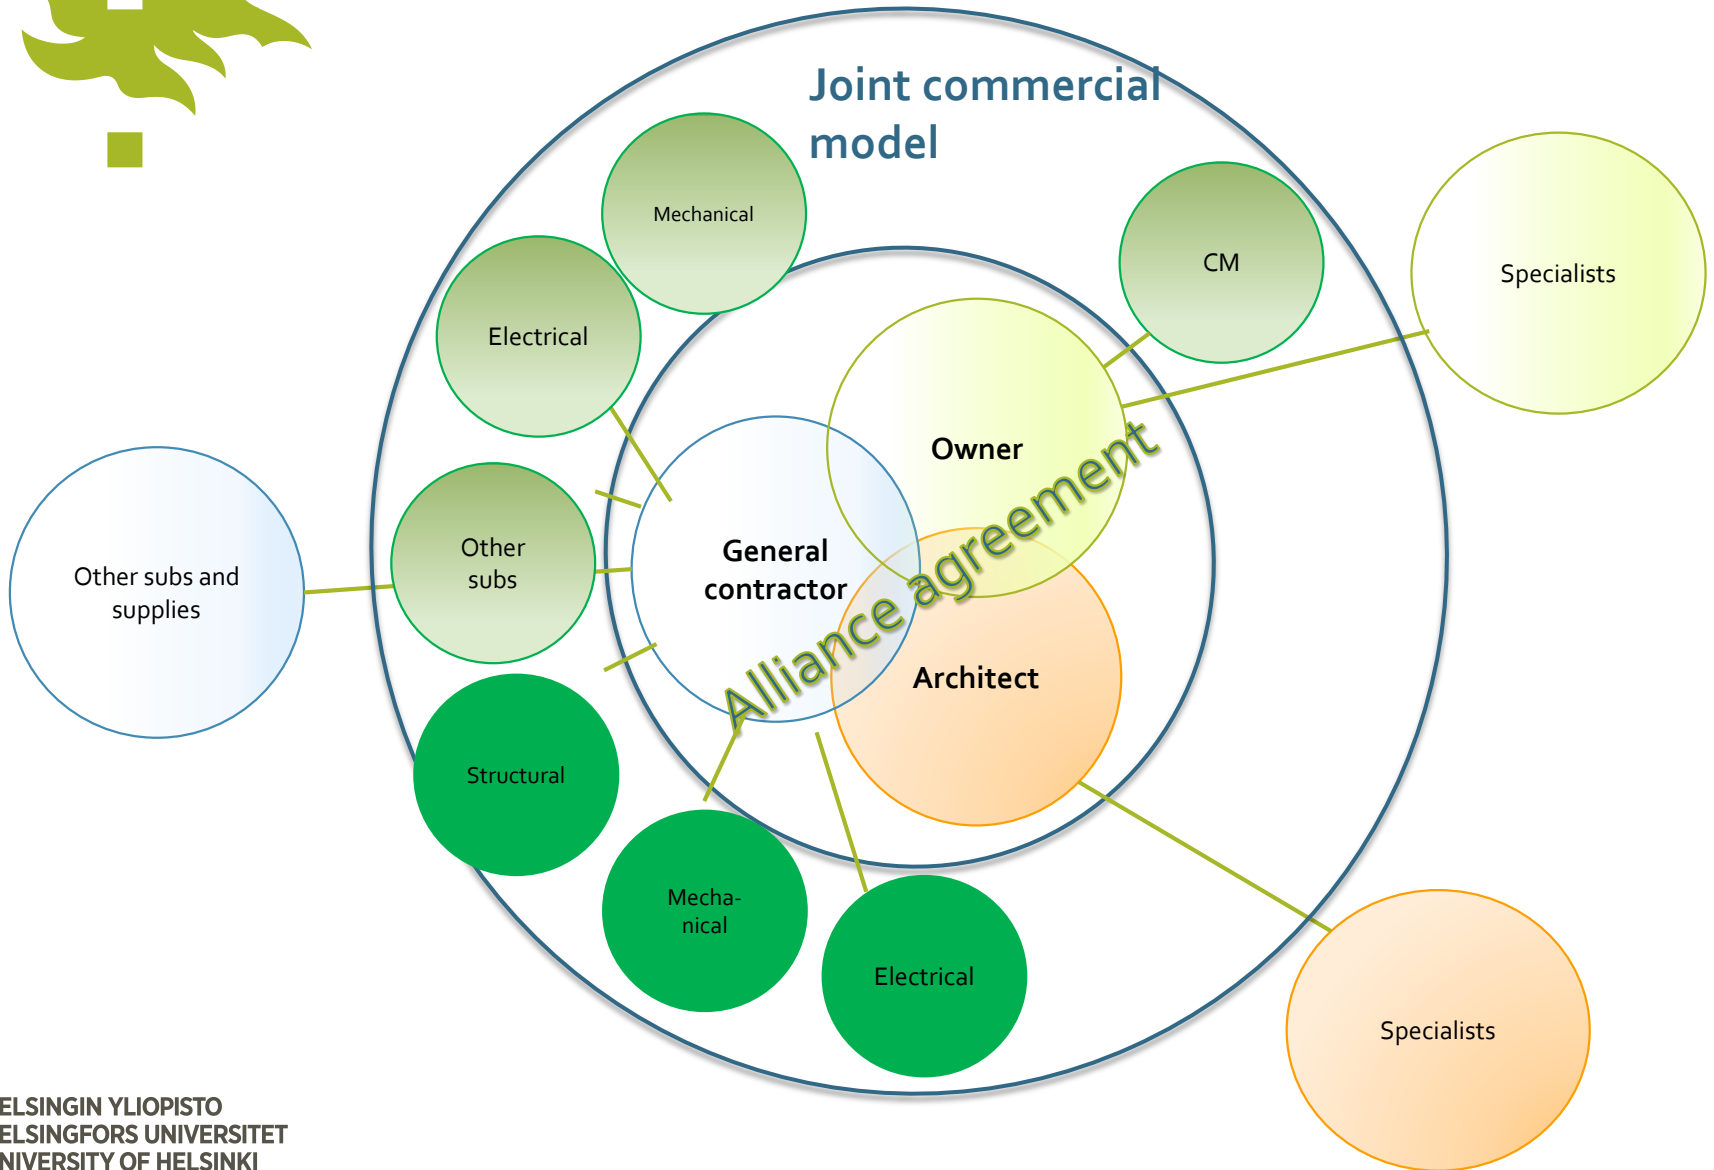 Joint commercial
model
Mechanical
CM
Specialists
Electrical
Owner
Other
subs
General
contractor
Other subs and
supplies
Alliance agreement
Architect
Structural
Mecha-
nical
Electrical
Specialists
ELSINGIN YLIOPISTO
ELSINGFORS UNIVERSITET
NIVERSITY OF HELSINKI